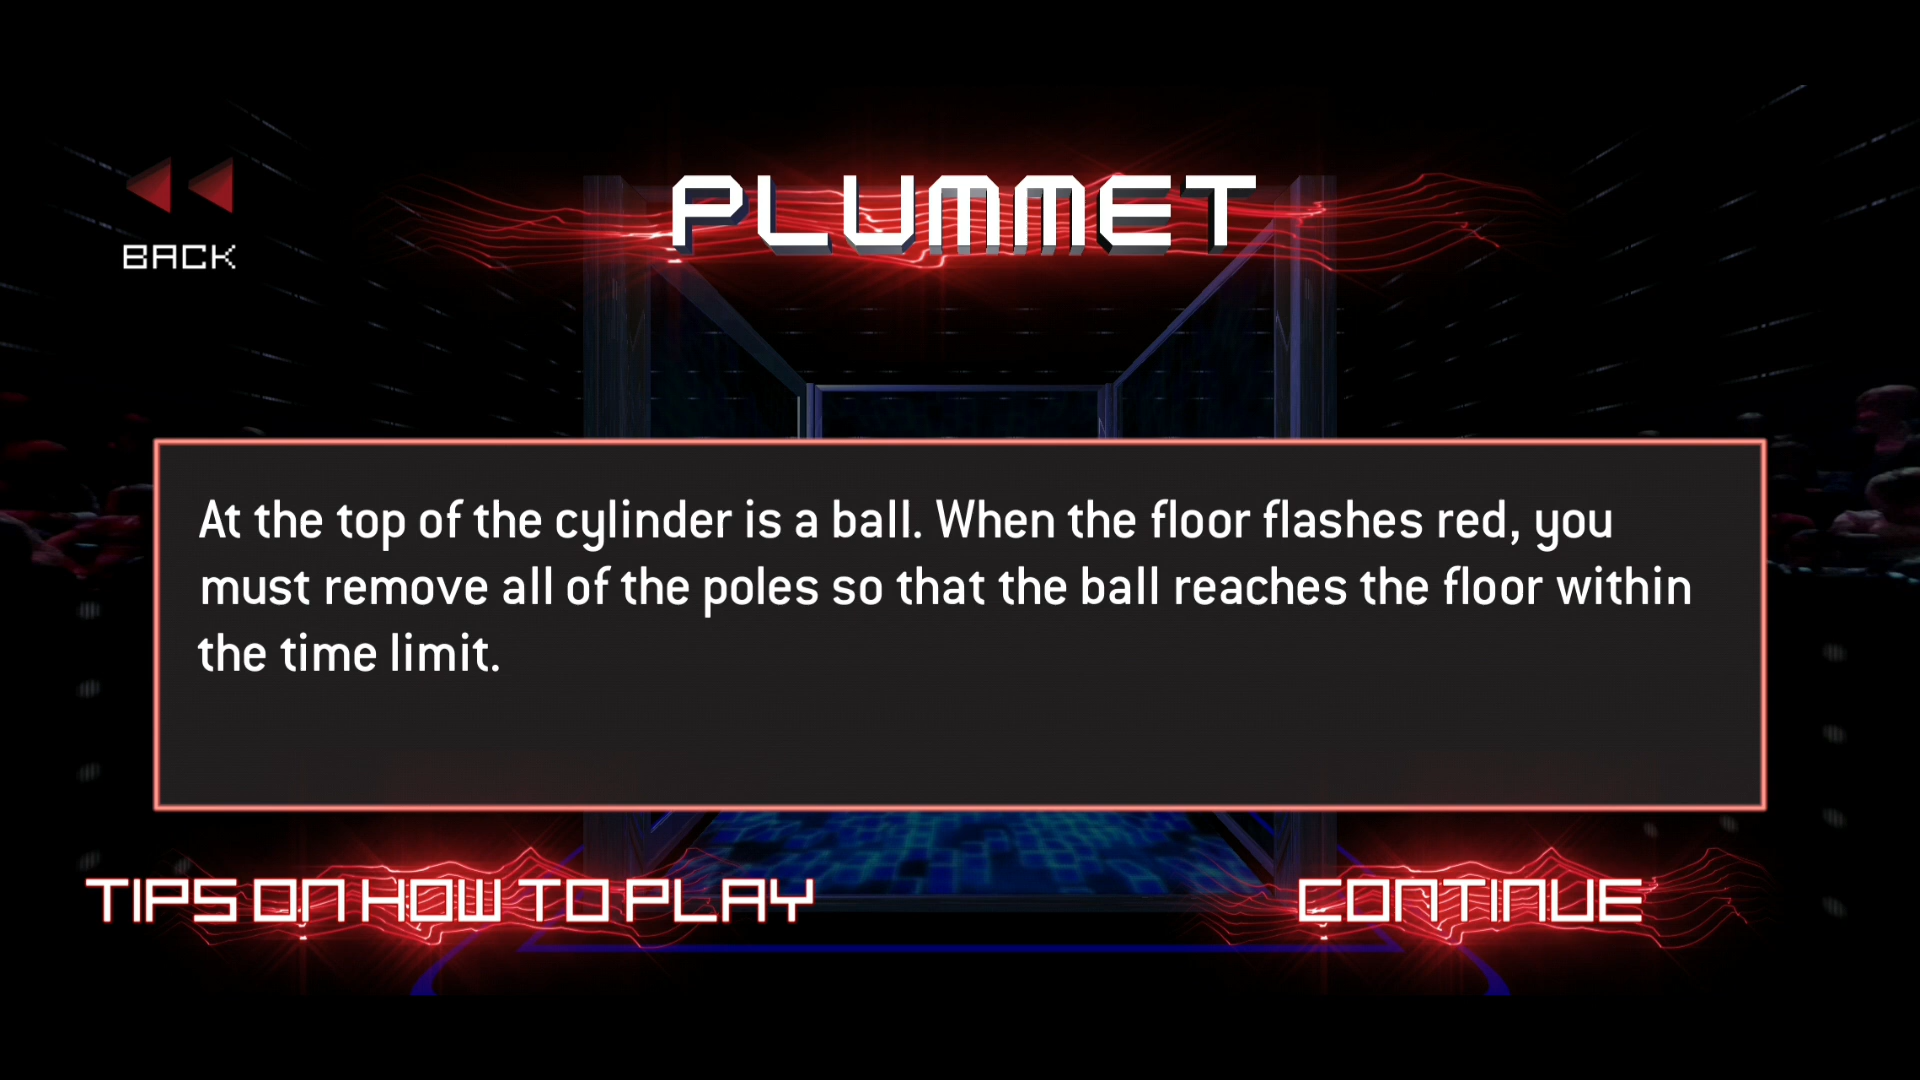 PLUMMET
BACK
At the top of the cylinder is a ball. When the floor flashes red, you
must remove all of the poles so that the ball reaches the floor within
the time limit.
TIPS ON HOW TO PLAY
CONTINUE